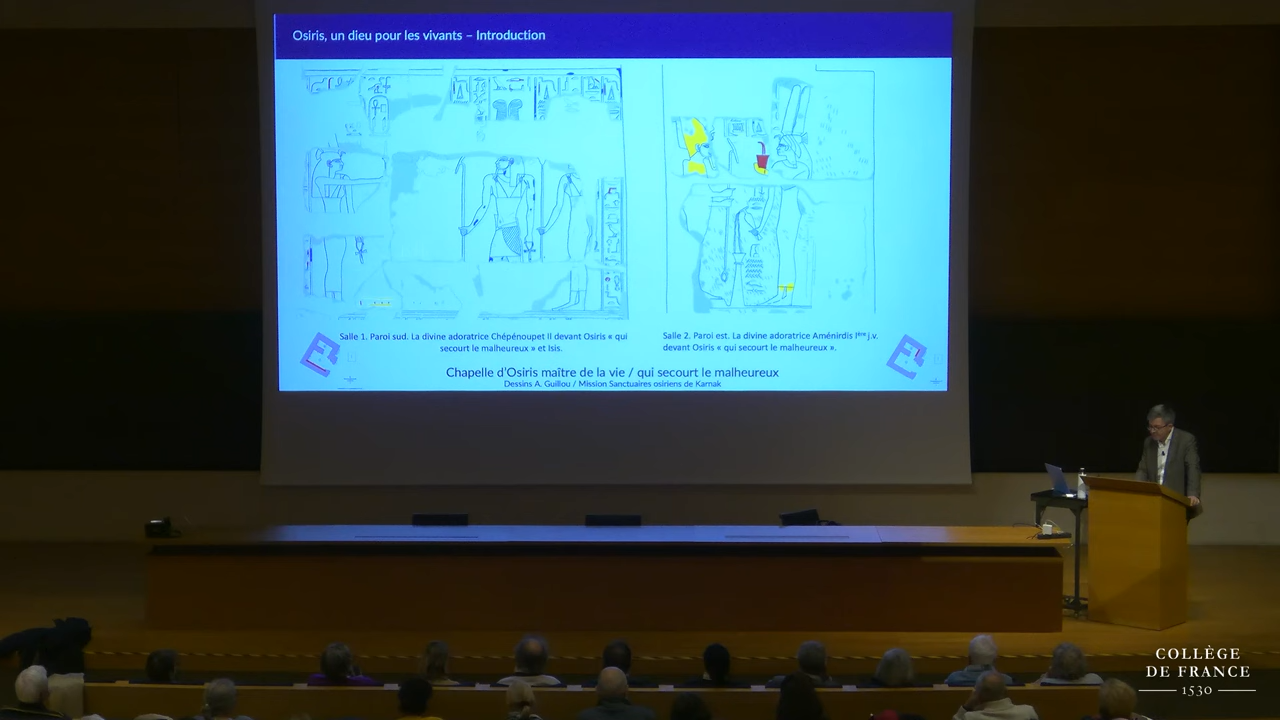 Osiris, un dieu pour les vivants – Introduction
Salle 1. Paroi sud. La divine adoratrice Chépénoupet II devant Osiris « qui
secourt le malheureux » et Isis.
Salle 2. Paroi est. La divine adoratrice Aménirdis Ière j.v.
devant Osiris « qui secourt le malheureux ».
Chapelle d'Osiris maître de la vie / qui secourt le malheureux
Dessins A. Guillou / Mission Sanctuaires osiriens de Karnak
COLLÈGE
DE FRANCE
1530